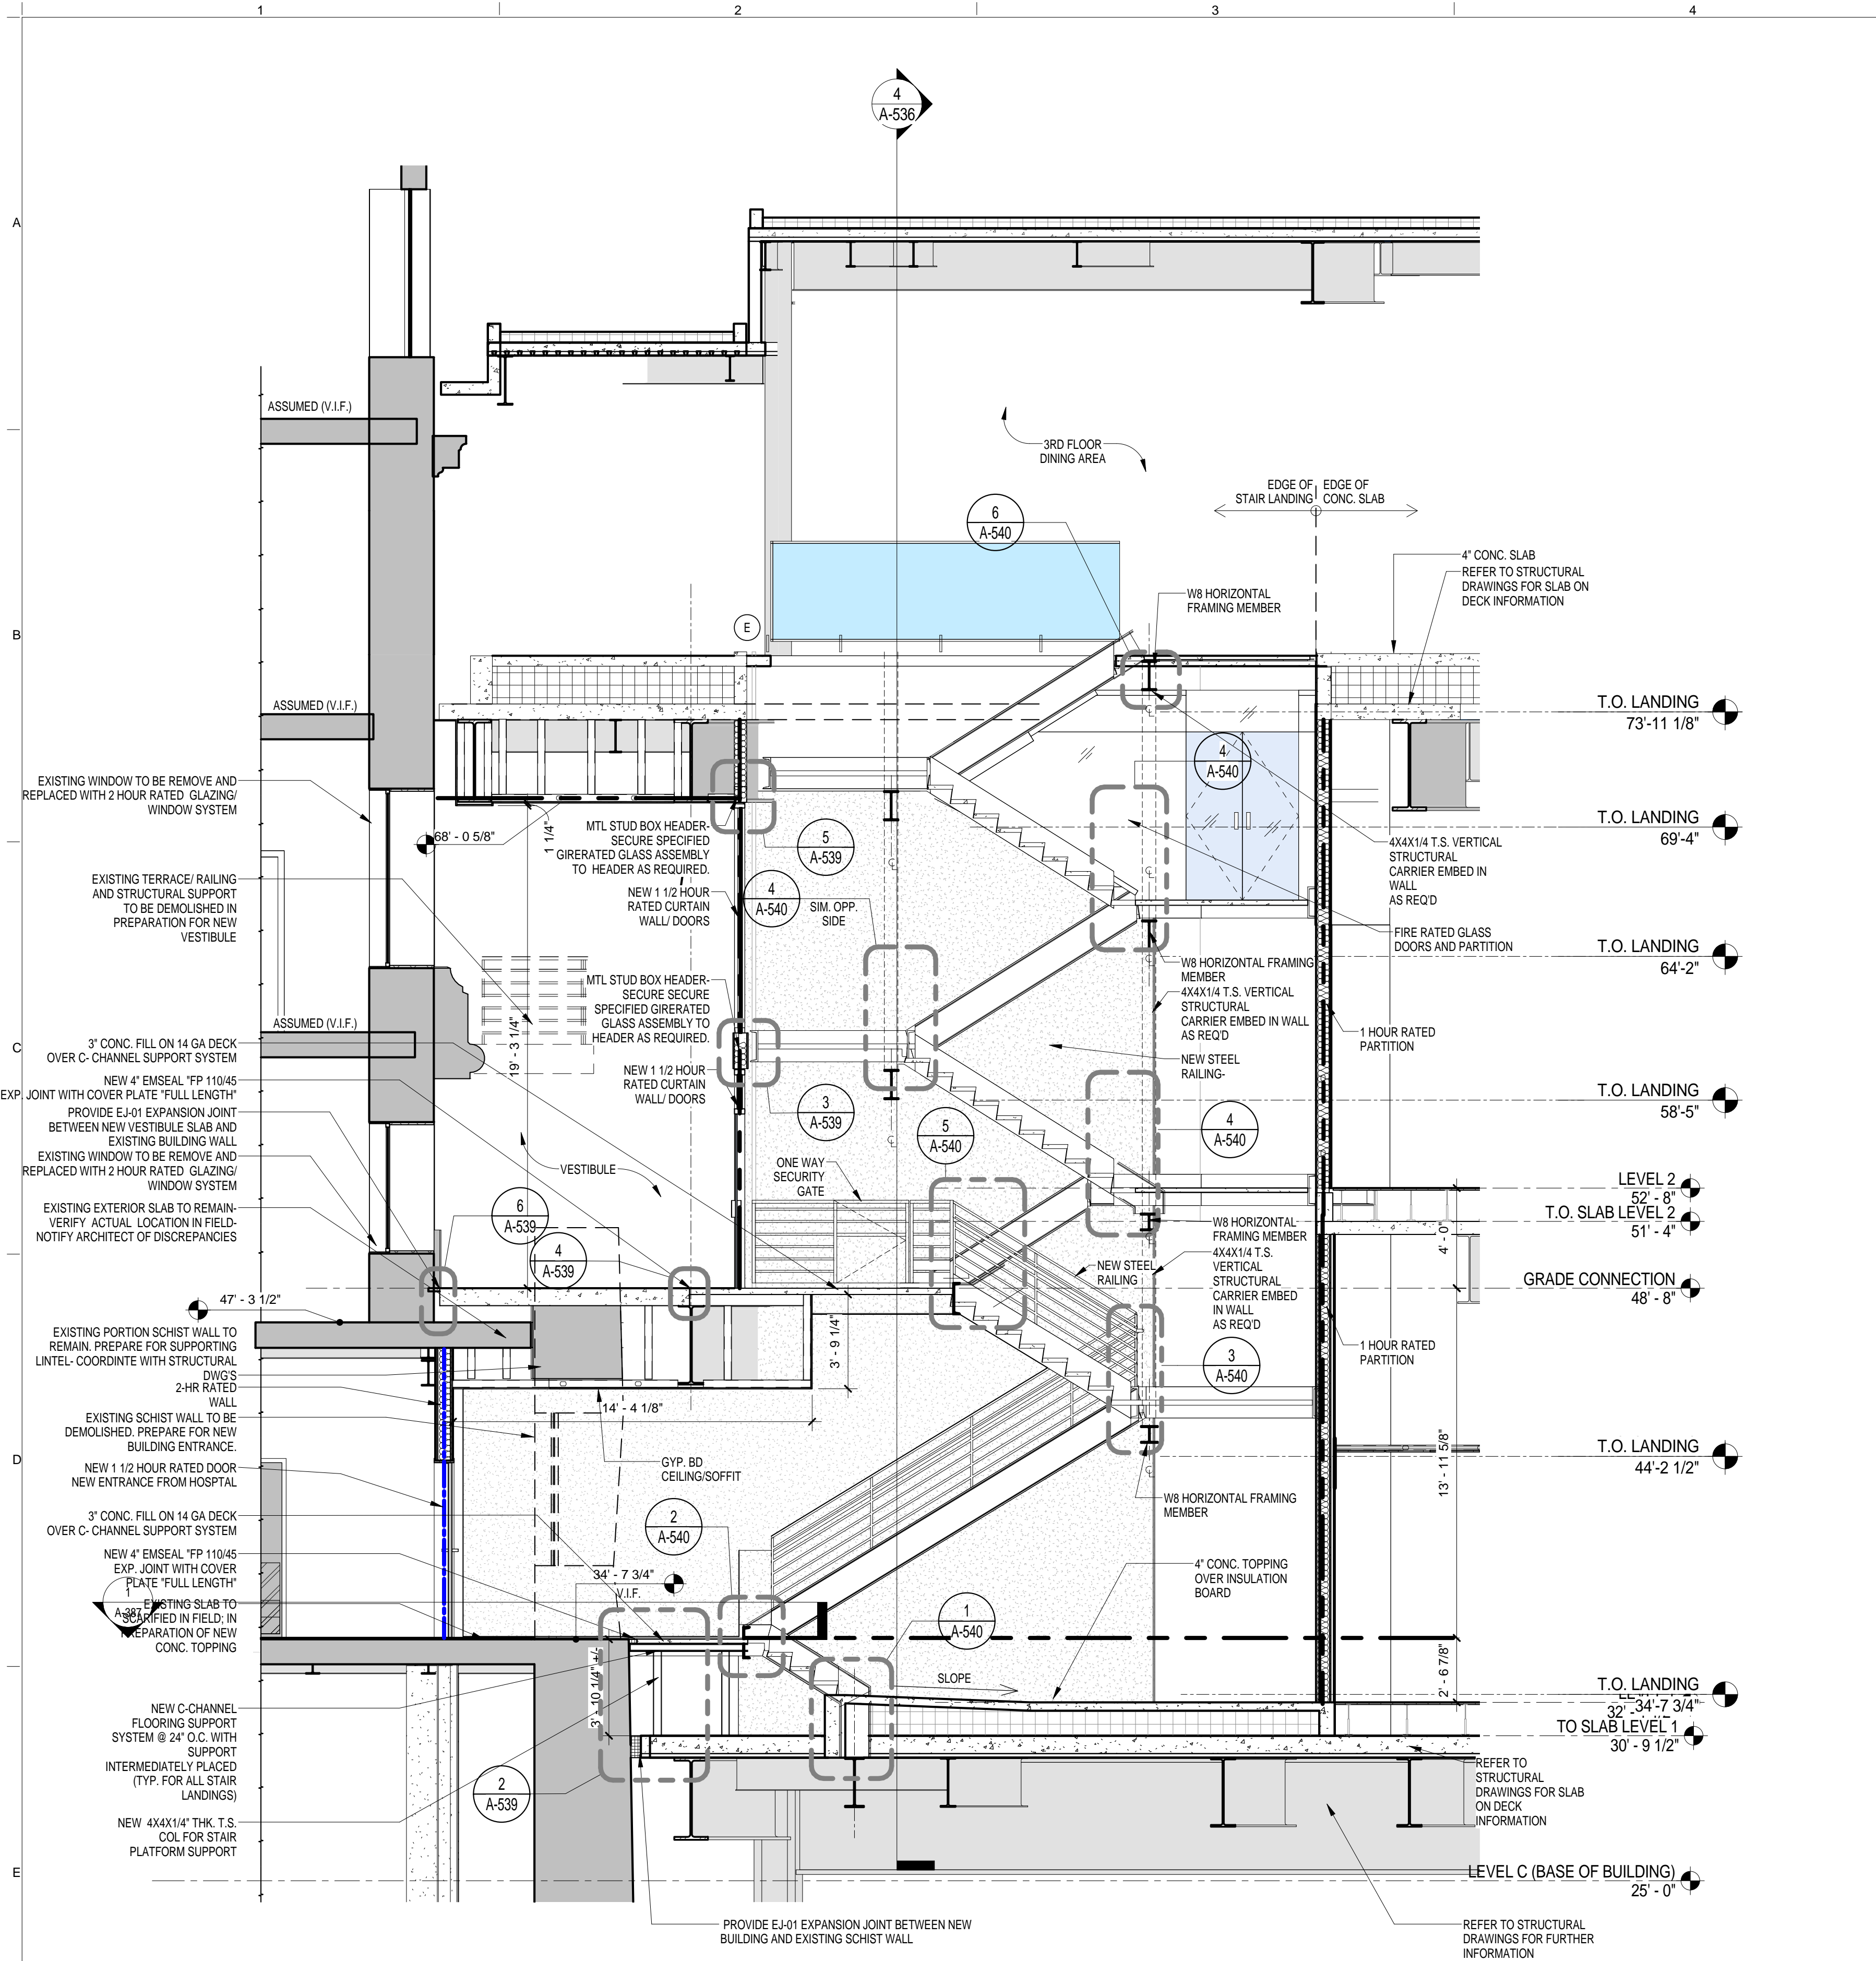 1
2
3
4
A
B
C
D
E
4
A-536
ASSUMED (V.I.F.)
3RD FLOOR
DINING AREA
EDGE OF
STAIR LANDING
EDGE OF
CONC. SLAB
6
A-540
4" CONC. SLAB
REFER TO STRUCTURAL
DRAWINGS FOR SLAB ON
DECK INFORMATION
W8 HORIZONTAL
FRAMING MEMBER
E
ASSUMED (V.I.F.)
T.O. LANDING
73'-11 1/8"
EXISTING WINDOW TO BE REMOVE AND
REPLACED WITH 2 HOUR RATED GLAZING/
WINDOW SYSTEM
68' - 0 5/8"
1 1/4"
MTL STUD BOX HEADER-
SECURE SPECIFIED
GIRERATED GLASS ASSEMBLY
TO HEADER AS REQUIRED.
5
A-539
4
A-540
T.O. LANDING
69'-4"
4X4X1/4 T.S. VERTICAL
STRUCTURAL
CARRIER EMBED IN
WALL
AS REQ'D
EXISTING TERRACE/ RAILING
AND STRUCTURAL SUPPORT
TO BE DEMOLISHED IN
PREPARATION FOR NEW
VESTIBULE
NEW 1 1/2 HOUR
RATED CURTAIN
WALL/ DOORS
4
A-540
SIM. OPP.
SIDE
FIRE RATED GLASS
DOORS AND PARTITION
T.O. LANDING
64'-2"
W8 HORIZONTAL FRAMING
MEMBER
4X4X1/4 T.S. VERTICAL
STRUCTURAL
CARRIER EMBED IN WALL
AS REQ'D
MTL STUD BOX HEADER-
SECURE SECURE
SPECIFIED GIRERATED
GLASS ASSEMBLY TO
HEADER AS REQUIRED.
ASSUMED (V.I.F.)
19' - 3 1/4"
1 HOUR RATED
PARTITION
3" CONC. FILL ON 14 GA DECK
OVER C- CHANNEL SUPPORT SYSTEM
NEW STEEL
RAILING-
NEW 4" EMSEAL "FP 110/45
EXP. JOINT WITH COVER PLATE "FULL LENGTH"
NEW 1 1/2 HOUR
RATED CURTAIN
WALL/ DOORS
3
A-539
T.O. LANDING
58'-5"
PROVIDE EJ-01 EXPANSION JOINT
BETWEEN NEW VESTIBULE SLAB AND
EXISTING BUILDING WALL
5
A-540
4
A-540
EXISTING WINDOW TO BE REMOVE AND
REPLACED WITH 2 HOUR RATED GLAZING/
WINDOW SYSTEM
VESTIBULE
ONE WAY
SECURITY
GATE
LEVEL 2
52' - 8"
T.O. SLAB LEVEL 2
51' - 4"
EXISTING EXTERIOR SLAB TO REMAIN-
VERIFY ACTUAL LOCATION IN FIELD-
NOTIFY ARCHITECT OF DISCREPANCIES
6
A-539
4
A-539
W8 HORIZONTAL
FRAMING MEMBER
4X4X1/4 T.S.
VERTICAL
STRUCTURAL
CARRIER EMBED
IN WALL
AS REQ'D
NEW STEEL
RAILING
4' - 0"
GRADE CONNECTION
48' - 8"
47' - 3 1/2"
EXISTING PORTION SCHIST WALL TO
REMAIN. PREPARE FOR SUPPORTING
LINTEL- COORDINTE WITH STRUCTURAL
DWG'S
3' - 9 1/4"
1 HOUR RATED
PARTITION
3
A-540
2-HR RATED
WALL
14' - 4 1/8"
EXISTING SCHIST WALL TO BE
DEMOLISHED. PREPARE FOR NEW
BUILDING ENTRANCE.
GYP. BD
CEILING/SOFFIT
T.O. LANDING
44'-2 1/2"
13' - 11 5/8"
NEW 1 1/2 HOUR RATED DOOR
NEW ENTRANCE FROM HOSPTAL
W8 HORIZONTAL FRAMING
MEMBER
3" CONC. FILL ON 14 GA DECK
OVER C- CHANNEL SUPPORT SYSTEM
2
A-540
NEW 4" EMSEAL "FP 110/45
EXP. JOINT WITH COVER
PLATE "FULL LENGTH"
34' - 7 3/4"
V.I.F.
4" CONC. TOPPING
OVER INSULATION
BOARD
1
A-387
EXISTING SLAB TO
SCARIFIED IN FIELD; IN
PREPARATION OF NEW
CONC. TOPPING
1
A-540
3' - 10 1/4" +/-
SLOPE
2' - 6 7/8"
T.O. LANDING
34'-7 3/4"
32' -
TO SLAB LEVEL 1
30' - 9 1/2"
NEW C-CHANNEL
FLOORING SUPPORT
SYSTEM @ 24" O.C. WITH
SUPPORT
INTERMEDIATELY PLACED
(TYP. FOR ALL STAIR
LANDINGS)
REFER TO
STRUCTURAL
DRAWINGS FOR SLAB
ON DECK
INFORMATION
2
A-539
NEW 4X4X1/4" THK. T.S.
COL FOR STAIR
PLATFORM SUPPORT
LEVEL C (BASE OF BUILDING)
25' - 0"
PROVIDE EJ-01 EXPANSION JOINT BETWEEN NEW
BUILDING AND EXISTING SCHIST WALL
REFER TO STRUCTURAL
DRAWINGS FOR FURTHER
INFORMATION